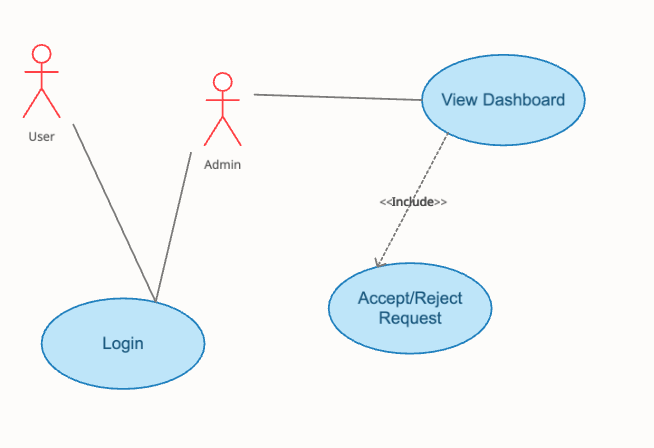 User
Admin
View Dashboard
<<Include>>
Accept/Reject
Request
Login